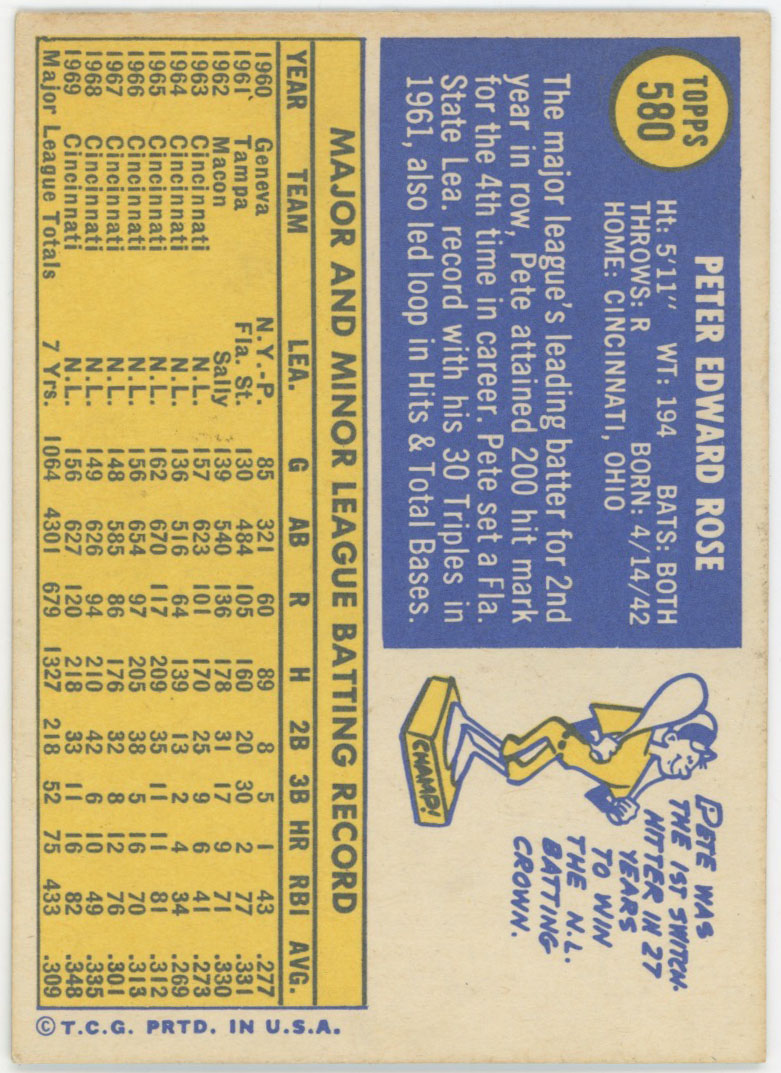 TOPPS
580
PETER EDWARD ROSE
Ht: 5'11" WT: 194 BATS: BOTH
THROWS: R BORN: 4/14/42
HOME: CINCINNATI, OHIO
The major league's leading batter for 2nd
year in row, Pete attained 200 hit mark
for the 4th time in career. Pete set a Fla.
State Lea. record with his 30 Triples in
1961, also led loop in Hits & Total Bases.
PETE WAS
THE 1ST SWITCH-
HITTER IN 27
YEARS
TO WIN
THE N.L.
BATTING
CROWN.
CHAMP!
MAJOR AND MINOR LEAGUE BATTING RECORD
YEAR TEAM LEA. G AB R H 2B 3B HR RBI AVG.
1960 Geneva N.Y.-P. 85 321 60 89 8 5 1 43 .277
1961 Tampa Fla. St. 130 484 105 160 20 30 2 77 .331
1962 Macon Sally 139 540 136 178 31 17 9 71 .330
1963 Cincinnati N.L. 157 623 101 170 25 9 6 41 .273
1964 Cincinnati N.L. 136 516 64 139 13 2 4 34 .269
1965 Cincinnati N.L. 162 670 117 209 35 11 11 81 .312
1966 Cincinnati N.L. 156 654 97 205 38 5 16 70 .313
1967 Cincinnati N.L. 148 585 86 176 32 8 12 76 .301
1968 Cincinnati N.L. 149 626 94 210 42 6 10 49 .335
1969 Cincinnati N.L. 156 627 120 218 33 11 16 82 .348
Major League Totals 7 Yrs. 1064 4301 679 1327 218 52 75 433 .309
© T.C.G. PRTD. IN U.S.A.